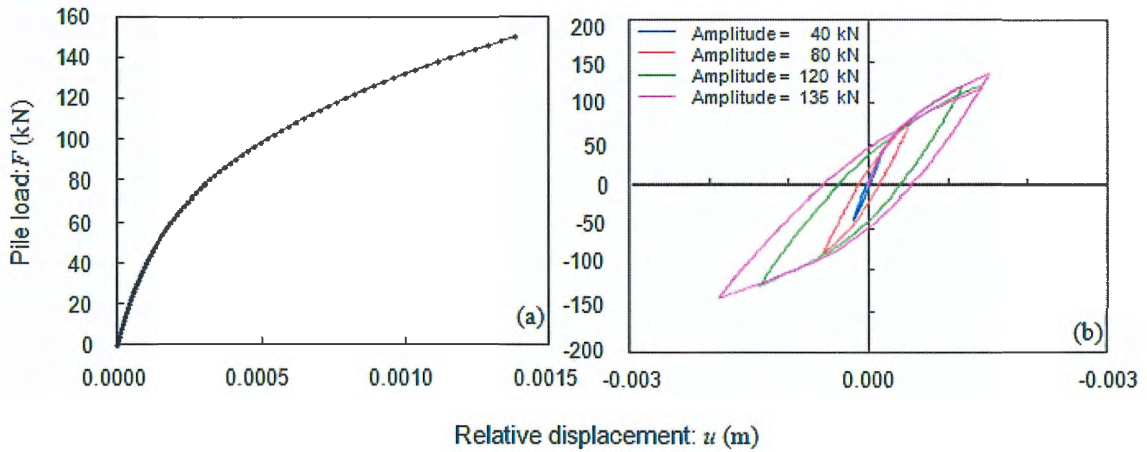 160
140
120
100
80
60
40
20
0
Pile load: F (kN)
0.0000 0.0005 0.0010 0.0015
(a)
200
150
100
50
0
-50
-100
-150
-200
Amplitude = 40 kN
Amplitude = 80 kN
Amplitude = 120 kN
Amplitude = 135 kN
(b)
-0.003 0.000 -0.003
Relative displacement: u (m)